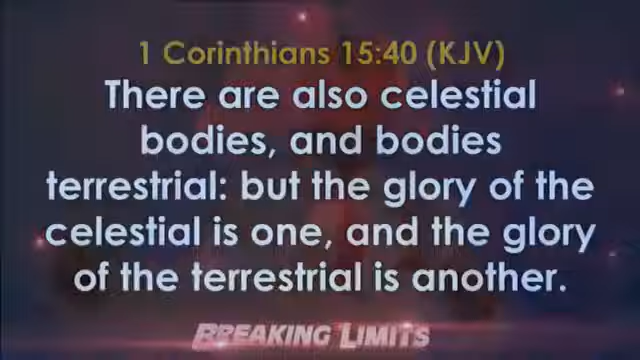 1 Corinthians 15:40 (KJV)
There are also celestial
bodies, and bodies
terrestrial: but the glory of the
celestial is one, and the glory
of the terrestrial is another.
BREAKING LIMITS